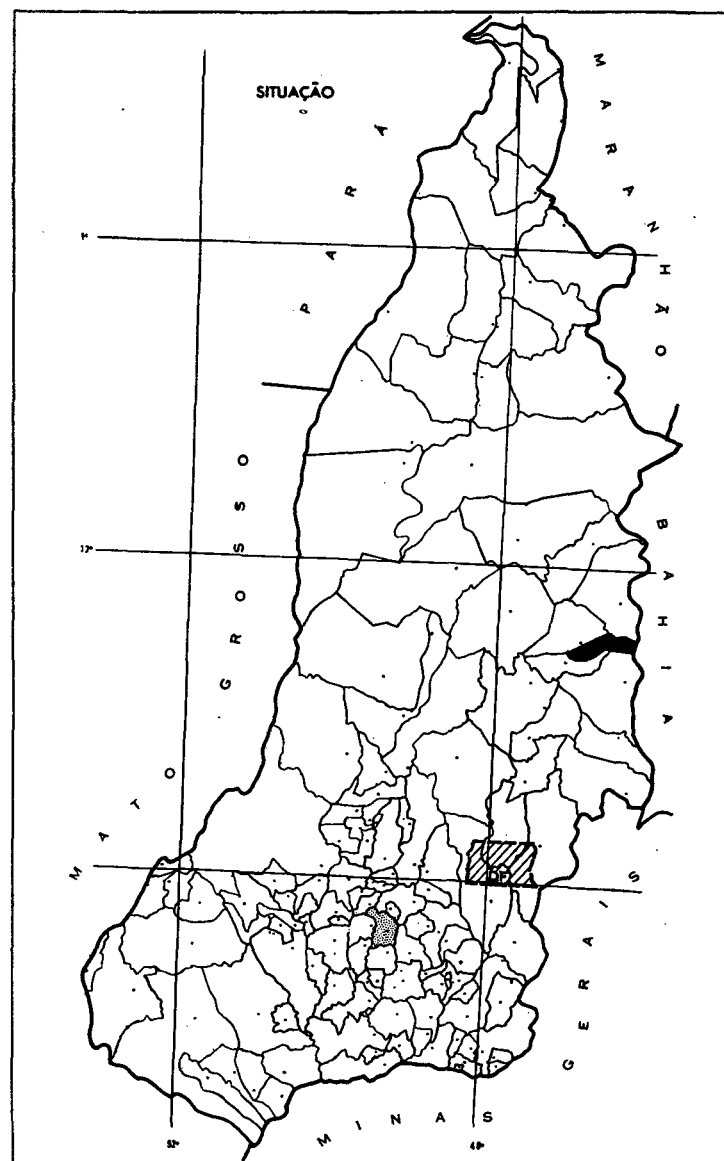 SITUAÇÃO
PARÁ
MARANHÃO
MATO GROSSO
BAHIA
DF
MINAS GERAIS